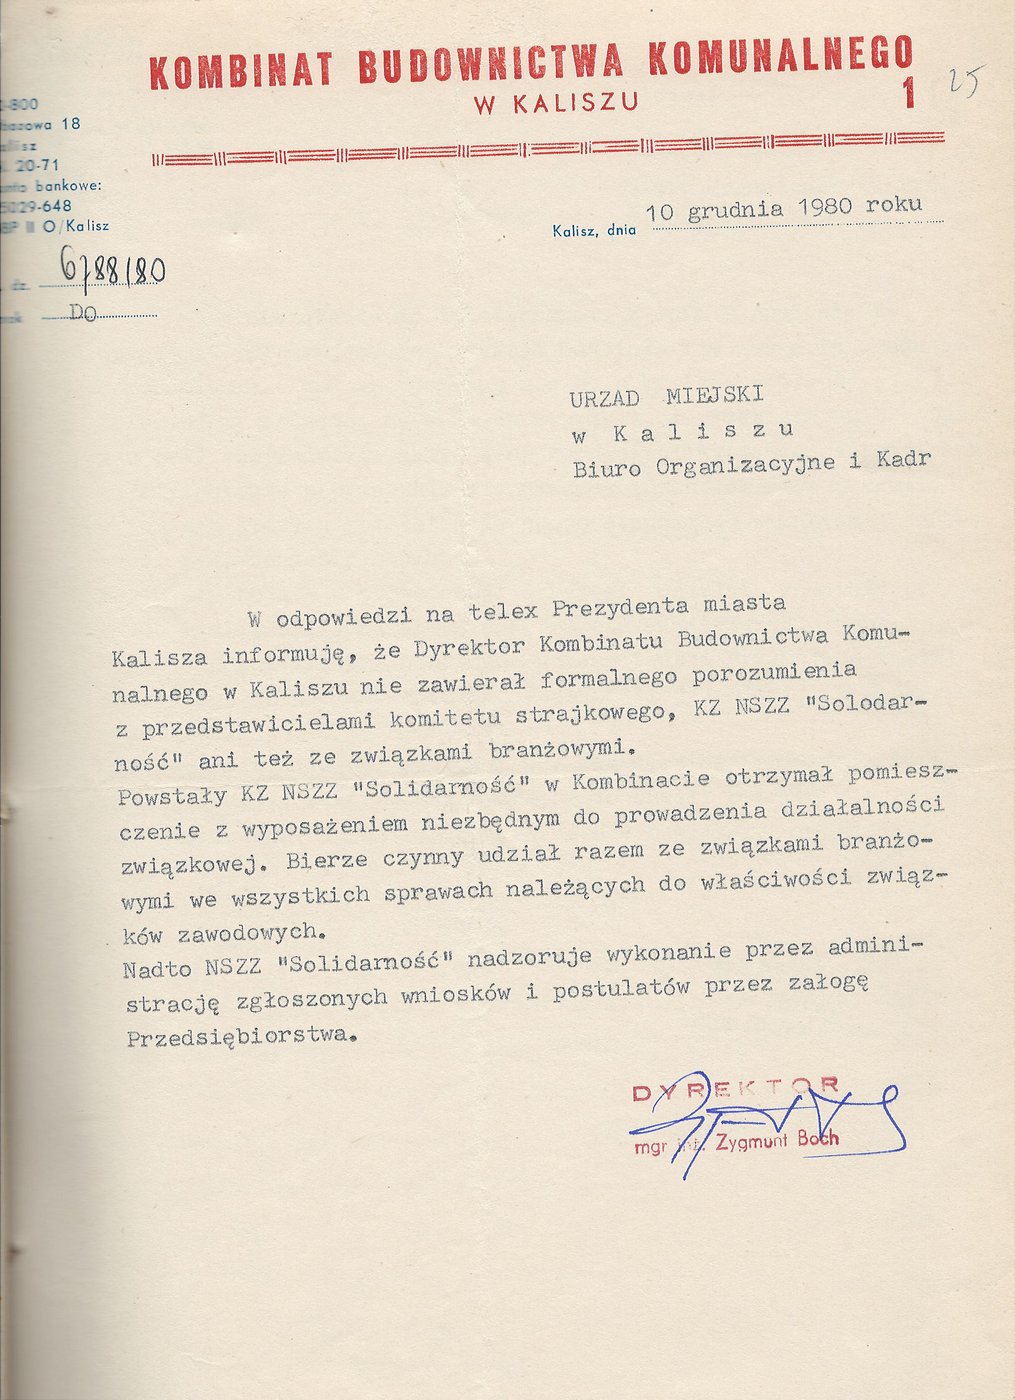 KOMBINAT BUDOWNICTWA KOMUNALNEGO
W KALISZU
1
25
-800
18
20-71
bankowe:
-648
II O/Kalisz
Kalisz, dnia 10 grudnia 1980 roku
dz. 6788/80
DO
URZAD MIEJSKI
w K a l i s z u
Biuro Organizacyjne i Kadr
W odpowiedzi na telex Prezydenta miasta
Kalisza informuję, że Dyrektor Kombinatu Budownictwa Komu-
nalnego w Kaliszu nie zawierał formalnego porozumienia
z przedstawicielami komitetu strajkowego, KZ NSZZ "Solodar-
ność" ani też ze związkami branżowymi.
Powstały KZ NSZZ "Solidarność" w Kombinacie otrzymał pomiesz-
czenie z wyposażeniem niezbędnym do prowadzenia działalności
związkowej. Bierze czynny udział razem ze związkami branżo-
wymi we wszystkich sprawach należących do właściwości związ-
ków zawodowych.
Nadto NSZZ "Solidarność" nadzoruje wykonanie przez admini-
strację zgłoszonych wniosków i postulatów przez załogę
Przedsiębiorstwa.
DYREKTOR
mgr inż. Zygmunt Boch